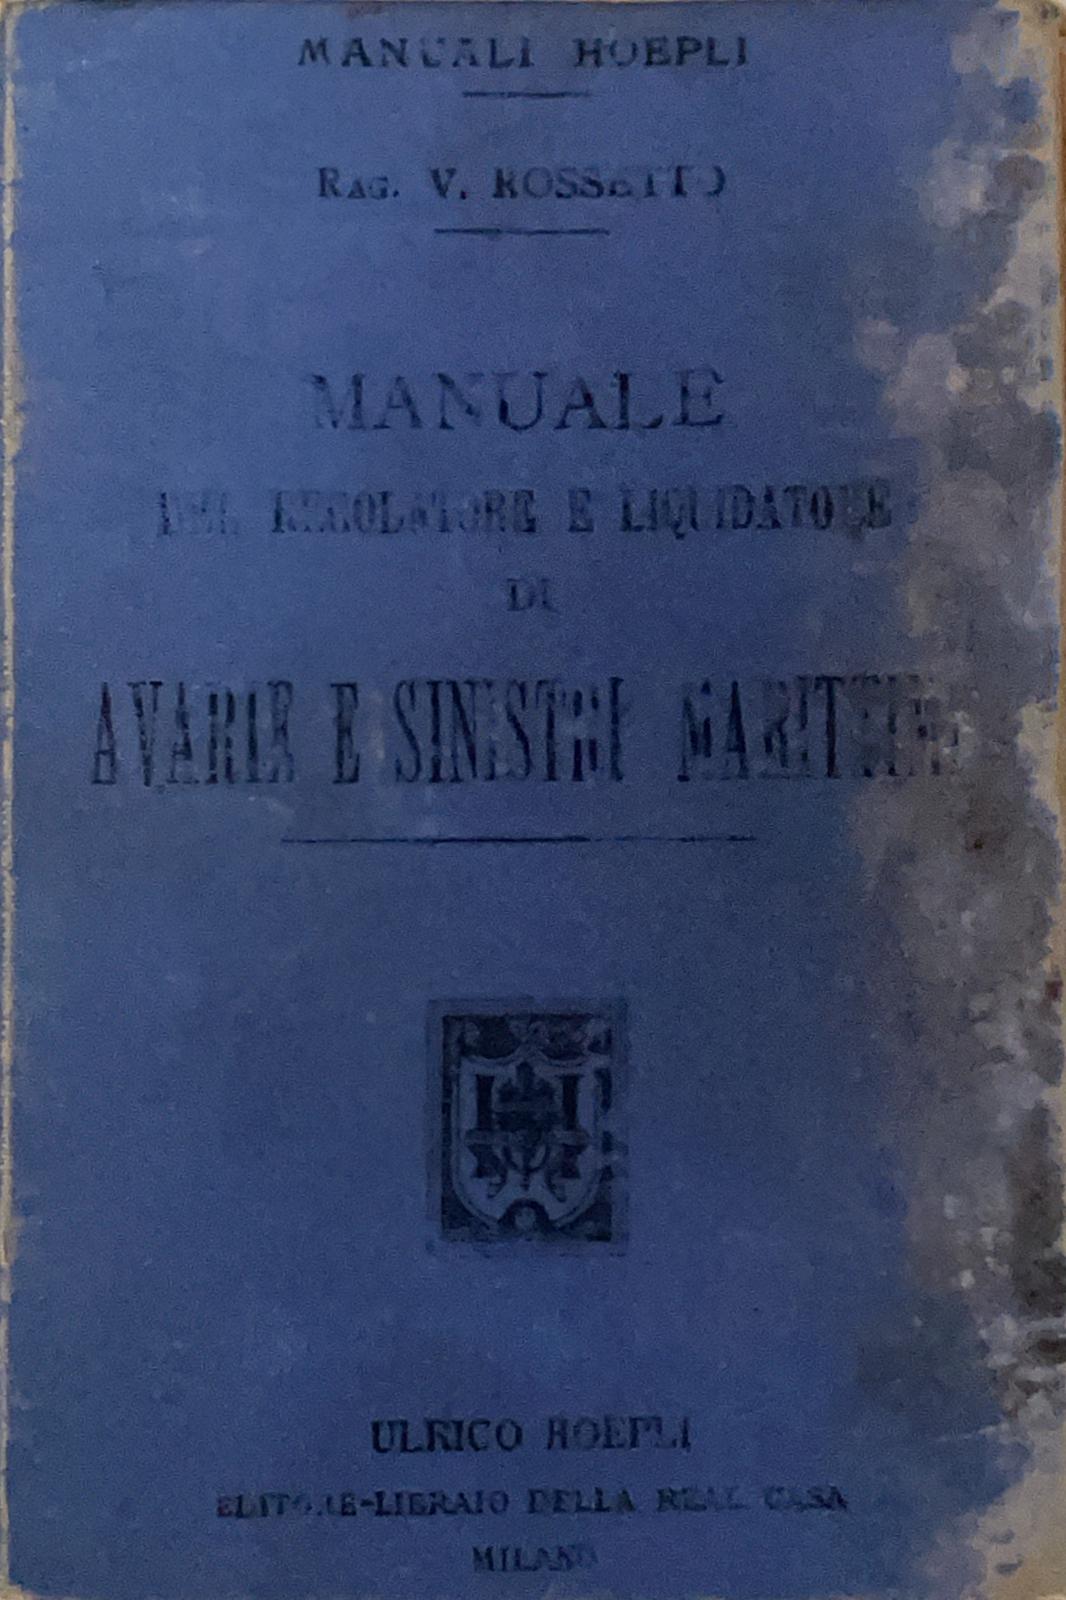 MANUALI HOEPLI
RAG. V. ROSSETTO
MANUALE
DEL REGOLATORE E LIQUIDATORE
DI
AVARIE E SINISTRI MARITTIMI
H
ULRICO HOEPLI
EDITORE-LIBRAIO DELLA REAL CASA
MILANO